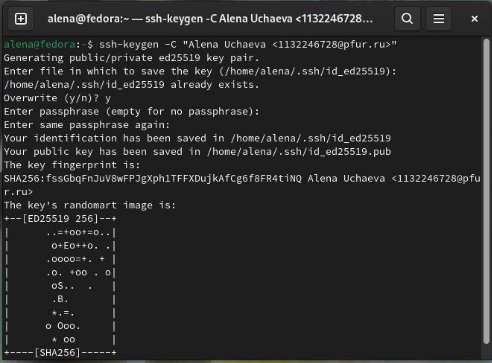 alena@fedora:~ — ssh-keygen -C "Alena Uchaeva <1132246728...
alena@fedora:~$ ssh-keygen -C "Alena Uchaeva <1132246728@pfur.ru>"
Generating public/private ed25519 key pair.
Enter file in which to save the key (/home/alena/.ssh/id_ed25519):
/home/alena/.ssh/id_ed25519 already exists.
Overwrite (y/n)? y
Enter passphrase (empty for no passphrase):
Enter same passphrase again:
Your identification has been saved in /home/alena/.ssh/id_ed25519
Your public key has been saved in /home/alena/.ssh/id_ed25519.pub
The key fingerprint is:
SHA256:fssGbqFnJuV8wFPJgXph1TFFXDujkAfCg6f8FR4tiNQ Alena Uchaeva <1132246728@pfu
r.ru>
The key's randomart image is:
+--[ED25519 256]--+
|      ..=+oo+=o..|
|       o+Eo++o. .|
|      .oooo=+. + |
|      .o. +oo . o|
|       oS..  .   |
|       .B.       |
|       *.=.      |
|      o Ooo.     |
|       * oo      |
+----[SHA256]-----+